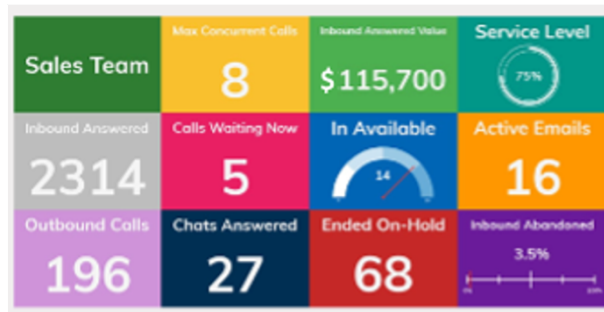 Sales Team
Max Concurrent Calls
8
Inbound Answered Value
$115,700
Service Level
75%
Inbound Answered
2314
Calls Waiting Now
5
In Available
14
Active Emails
16
Outbound Calls
196
Chats Answered
27
Ended On-Hold
68
Inbound Abandoned
3.5%